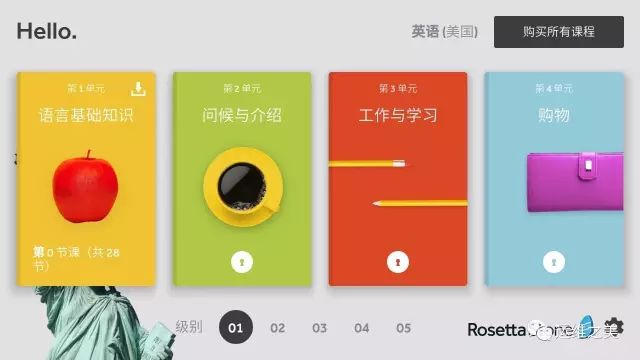 Hello.
英语 (美国)
购买所有课程
第 1 单元
语言基础知识
第 0 节课（共 28
节）
第 2 单元
问候与介绍
第 3 单元
工作与学习
第 4 单元
购物
级别 01 02 03 04 05
Rosetta Stone
运维之美